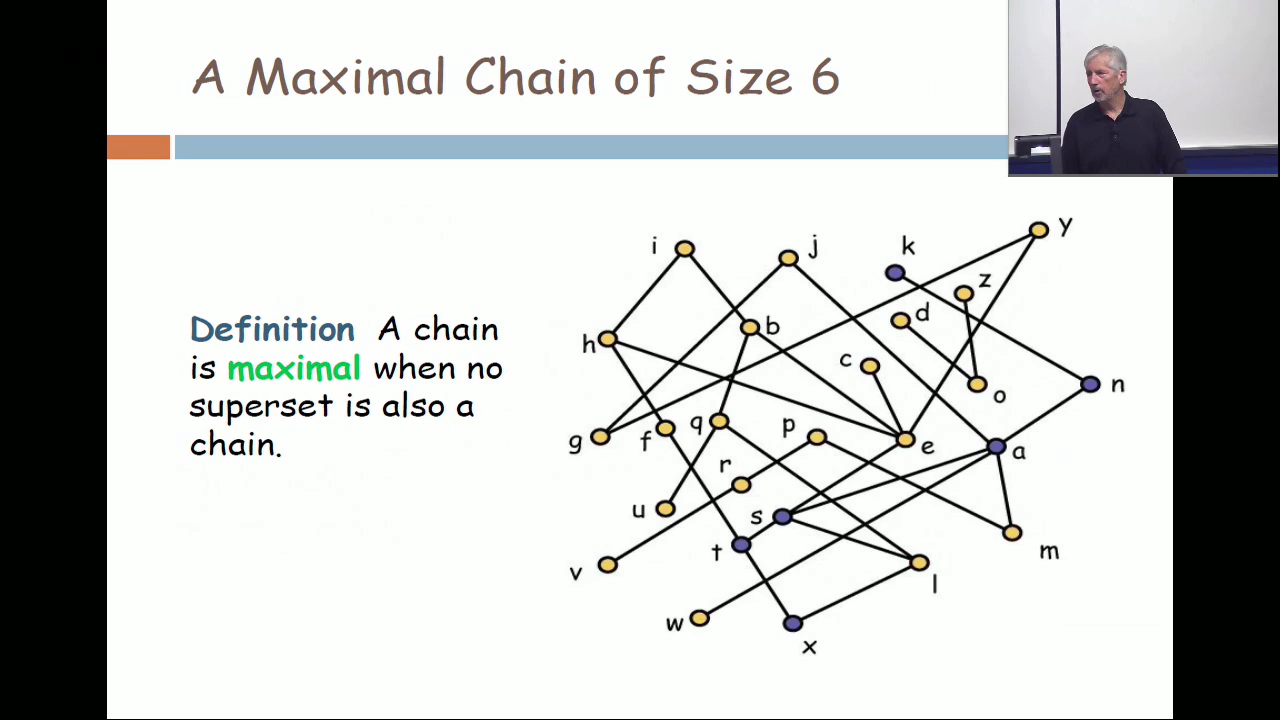 A Maximal Chain of Size 6
Definition A chain
is maximal when no
superset is also a
chain.
y
i
j
k
z
d
b
h
c
o
n
g
f
q
p
e
a
r
u
s
t
m
v
l
w
x